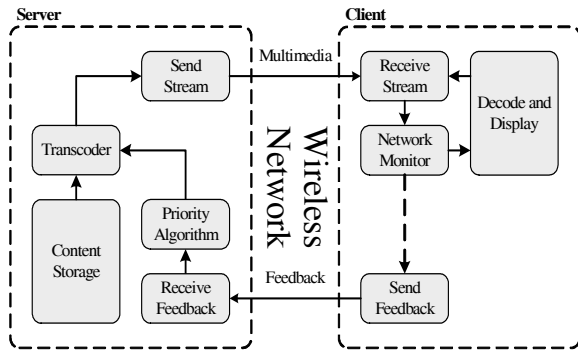 Server
Client
Send
Stream
Multimedia
Receive
Stream
Decode and
Display
Transcoder
Network
Monitor
Wireless
Network
Priority
Algorithm
Content
Storage
Receive
Feedback
Feedback
Send
Feedback